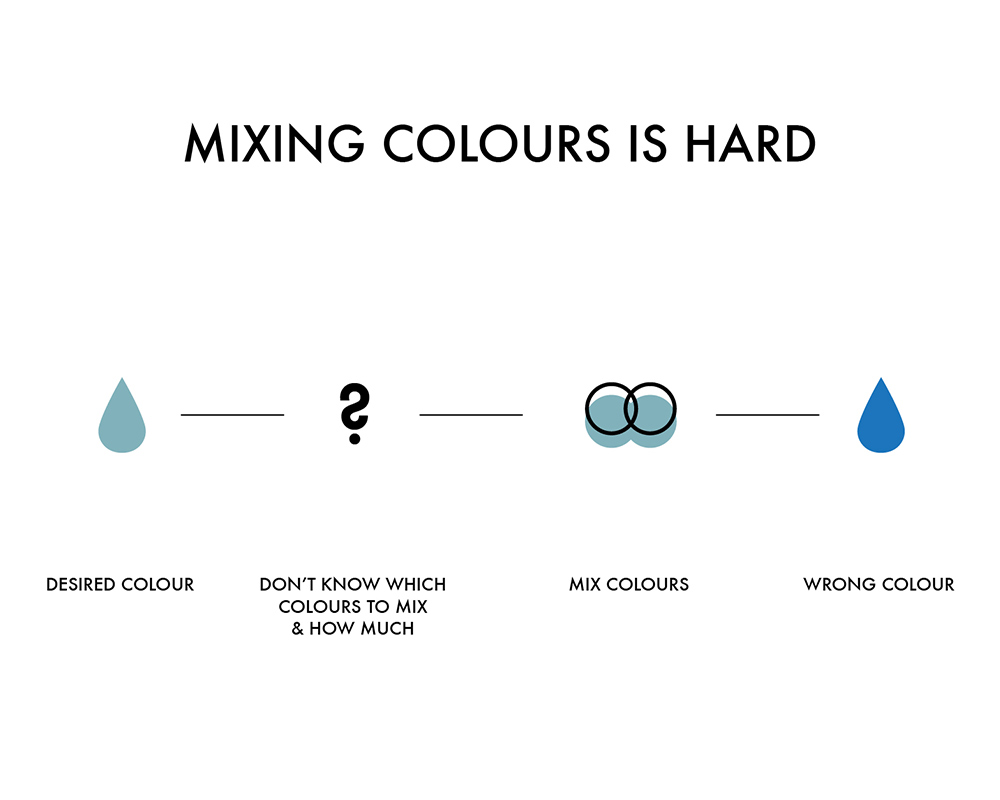 MIXING COLOURS IS HARD
?
DESIRED COLOUR
DON'T KNOW WHICH
COLOURS TO MIX
& HOW MUCH
MIX COLOURS
WRONG COLOUR